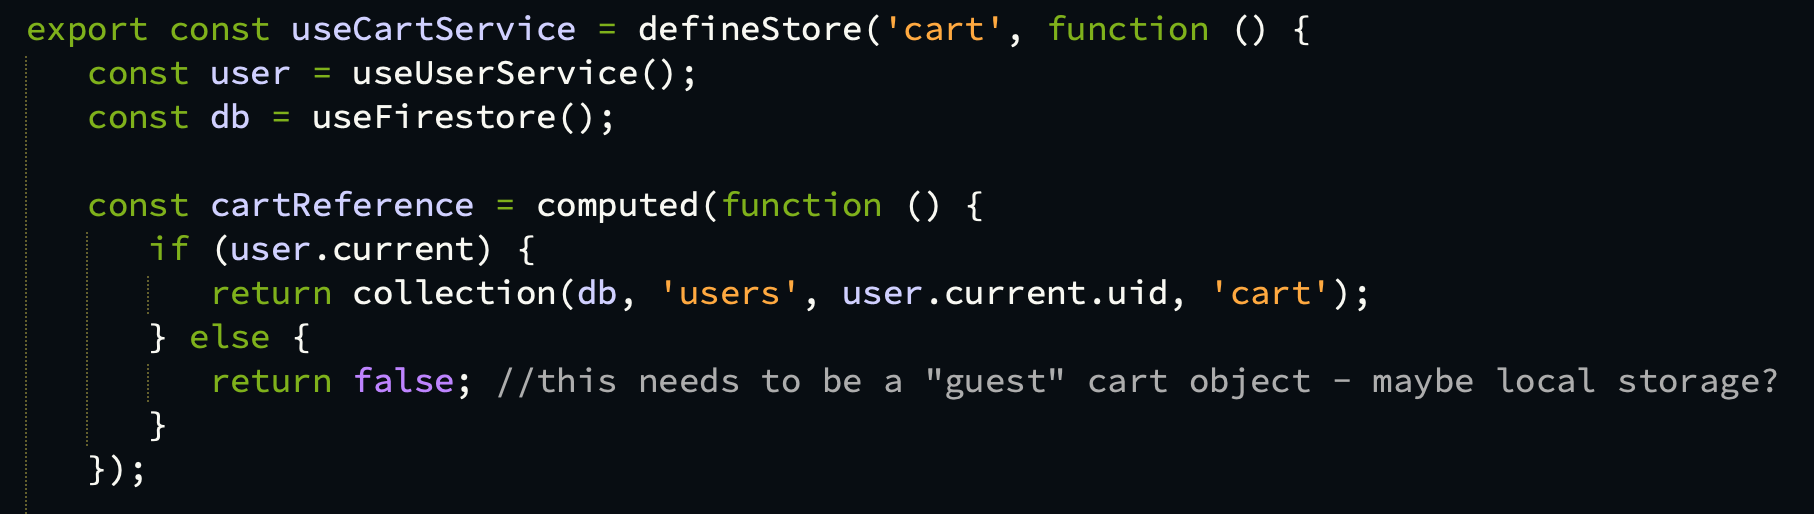 export const useCartService = defineStore('cart', function () {
const user = useUserService();
const db = useFirestore();
const cartReference = computed(function () {
if (user.current) {
return collection(db, 'users', user.current.uid, 'cart');
} else {
return false; //this needs to be a "guest" cart object - maybe local storage?
}
});